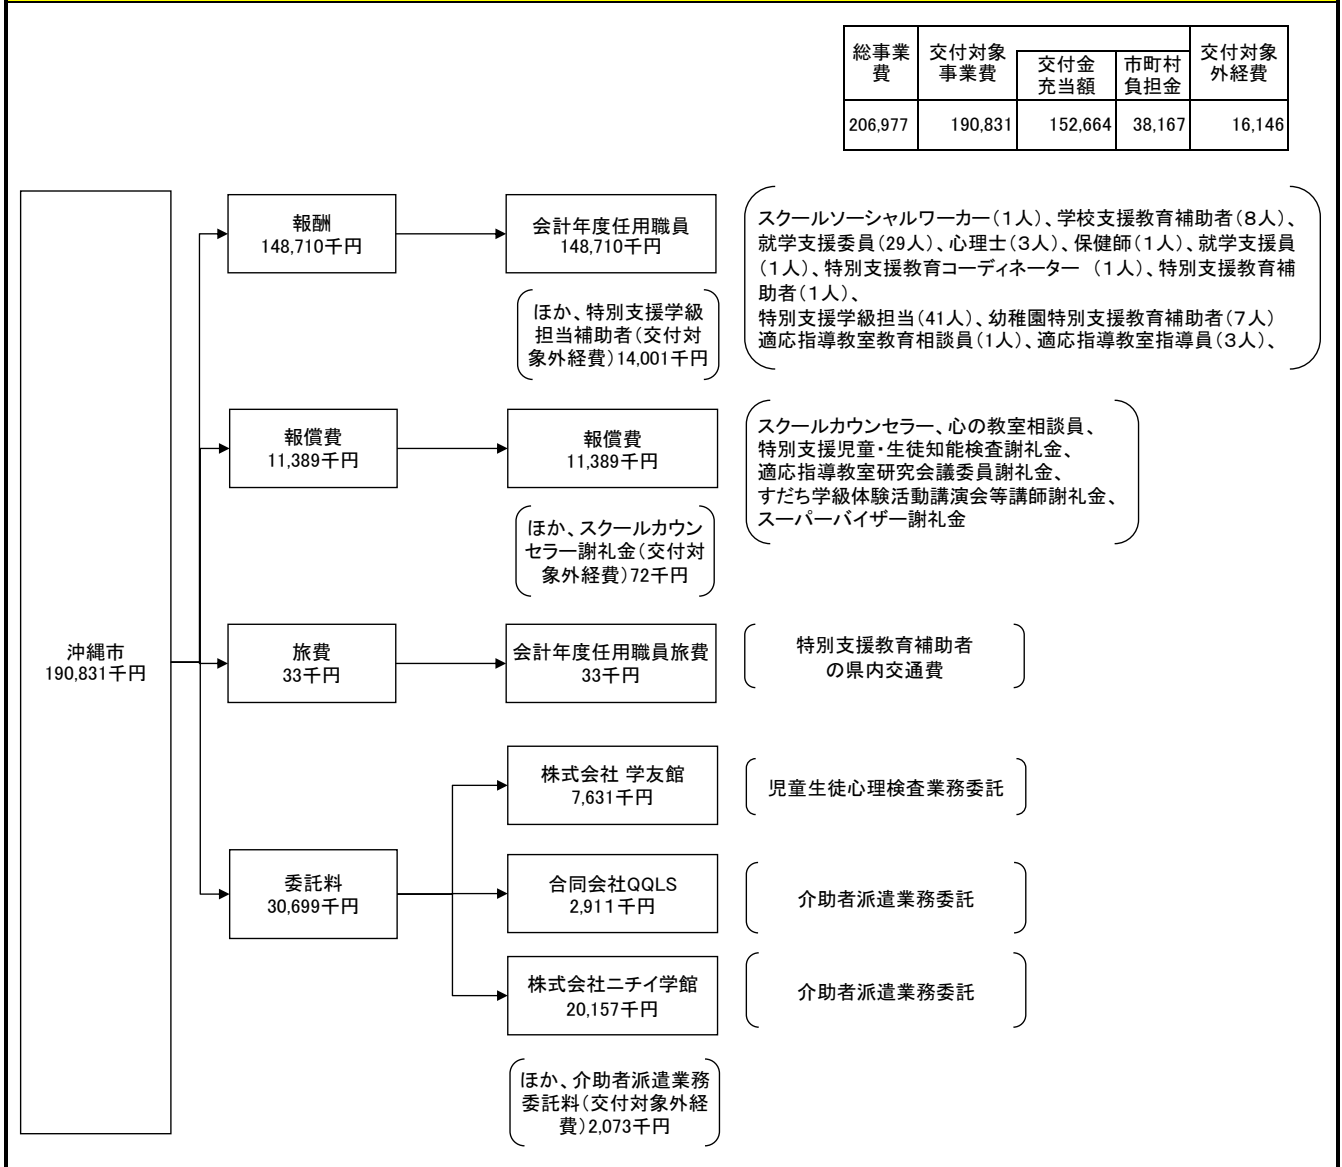 総事業
費
交付対象
事業費
交付金
充当額
市町村
負担金
交付対象
外経費
206,977
190,831
152,664
38,167
16,146
沖縄市
190,831千円
報酬
148,710千円
会計年度任用職員
148,710千円
スクールソーシャルワーカー(1人)、学校支援教育補助者(8人)、
就学支援委員(29人)、心理士(3人)、保健師(1人)、就学支援員
(1人)、特別支援教育コーディネーター (1人)、特別支援教育補
助者(1人)、
特別支援学級担当(41人)、幼稚園特別支援教育補助者(7人)
適応指導教室教育相談員(1人)、適応指導教室指導員(3人)、
ほか、特別支援学級
担当補助者(交付対
象外経費)14,001千円
報償費
11,389千円
報償費
11,389千円
スクールカウンセラー、心の教室相談員、
特別支援児童・生徒知能検査謝礼金、
適応指導教室研究会議委員謝礼金、
すだち学級体験活動講演会等講師謝礼金、
スーパーバイザー謝礼金
ほか、スクールカウン
セラー謝礼金(交付対
象外経費)72千円
旅費
33千円
会計年度任用職員旅費
33千円
特別支援教育補助者
の県内交通費
委託料
30,699千円
株式会社 学友館
7,631千円
児童生徒心理検査業務委託
合同会社QQLS
2,911千円
介助者派遣業務委託
株式会社ニチイ学館
20,157千円
介助者派遣業務委託
ほか、介助者派遣業務
委託料(交付対象外経
費)2,073千円